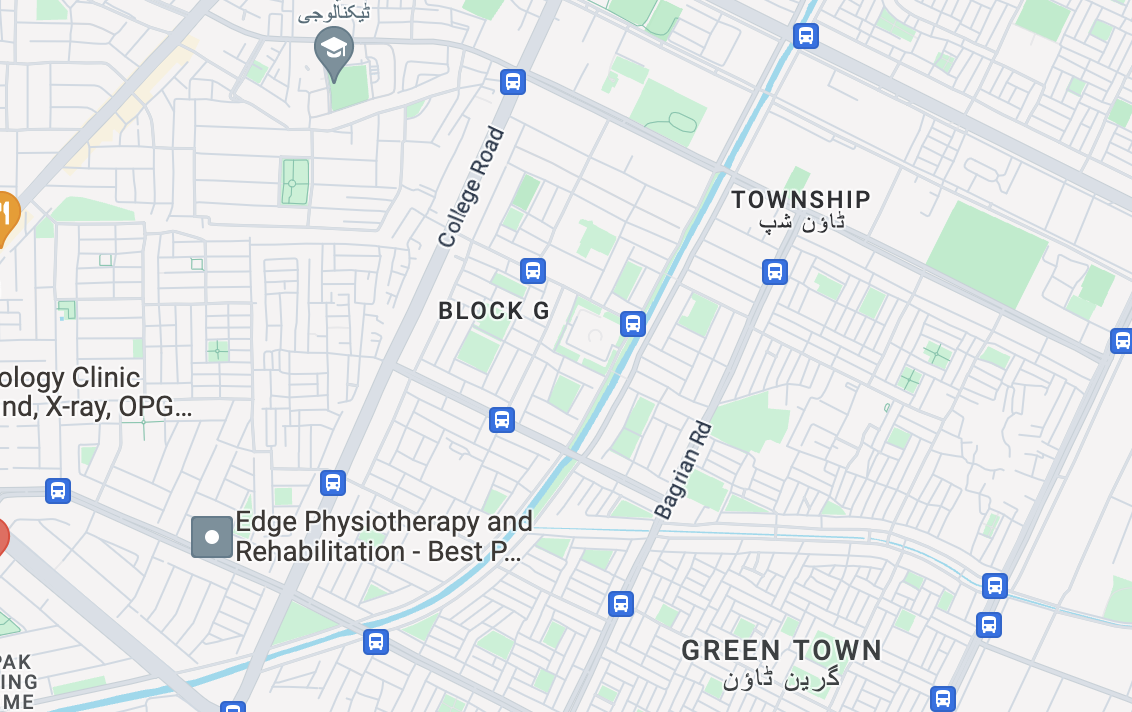 ٹیکنالوجی
College Road
TOWNSHIP
ٹاؤن شپ
BLOCK G
ology Clinic
nd, X-ray, OPG...
Bagrian Rd
Edge Physiotherapy and
Rehabilitation - Best P...
GREEN TOWN
گرین ٹاؤن
PAK
ING
ME